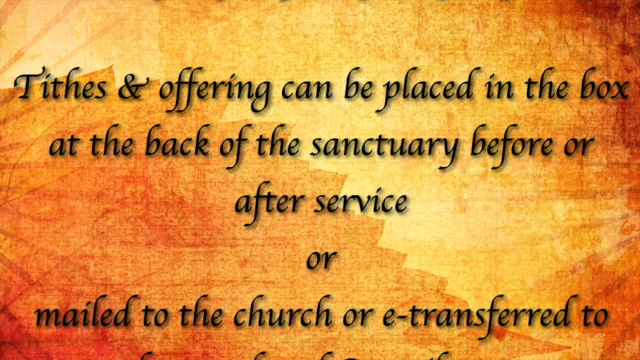 Tithes & offering can be placed in the box
at the back of the sanctuary before or
after service
or
mailed to the church or e-transferred to